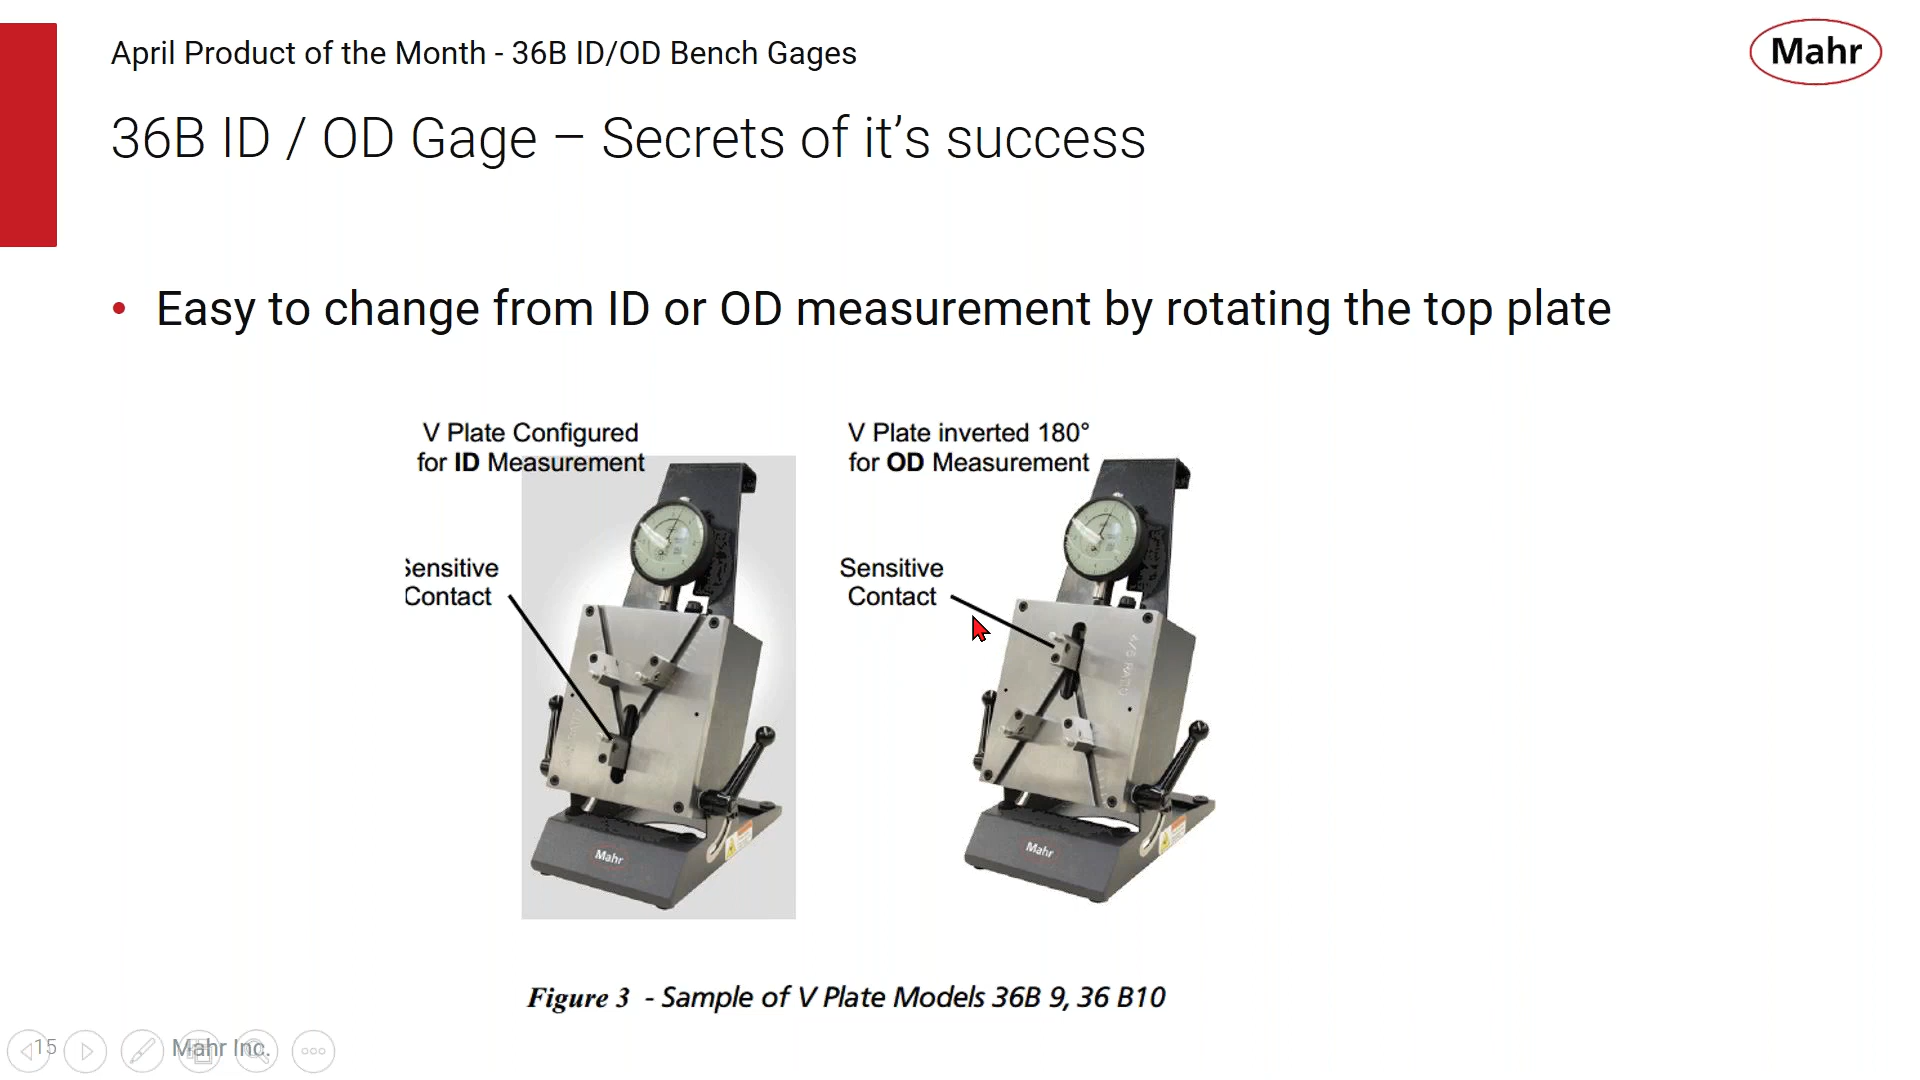 April Product of the Month - 36B ID/OD Bench Gages
Mahr
36B ID / OD Gage – Secrets of it’s success
• Easy to change from ID or OD measurement by rotating the top plate
V Plate Configured
for ID Measurement
V Plate inverted 180°
for OD Measurement
Sensitive
Contact
Sensitive
Contact
RATIO
Mahr
Mahr
Figure 3 - Sample of V Plate Models 36B 9, 36 B10
15
Mahr Inc.